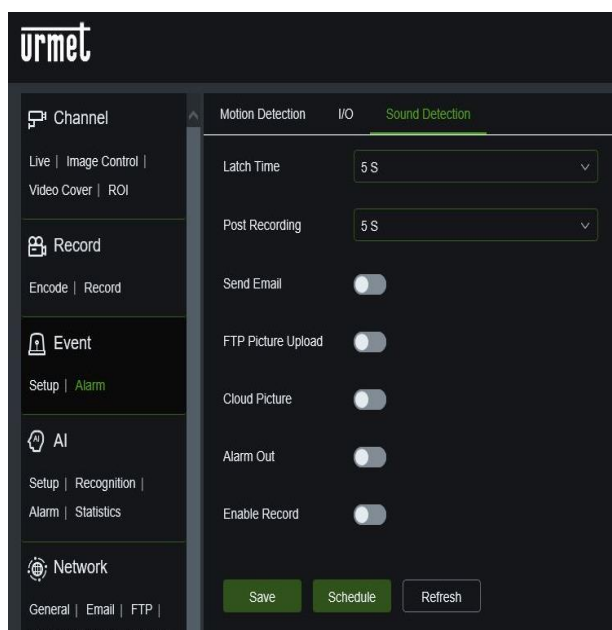 urmet
Channel
Live | Image Control |
Video Cover | ROI
Record
Encode | Record
Event
Setup | Alarm
AI
AI
Setup | Recognition |
Alarm | Statistics
Network
General | Email | FTP |
Motion Detection I/O Sound Detection
Latch Time 5 S
Post Recording 5 S
Send Email
FTP Picture Upload
Cloud Picture
Alarm Out
Enable Record
Save Schedule Refresh